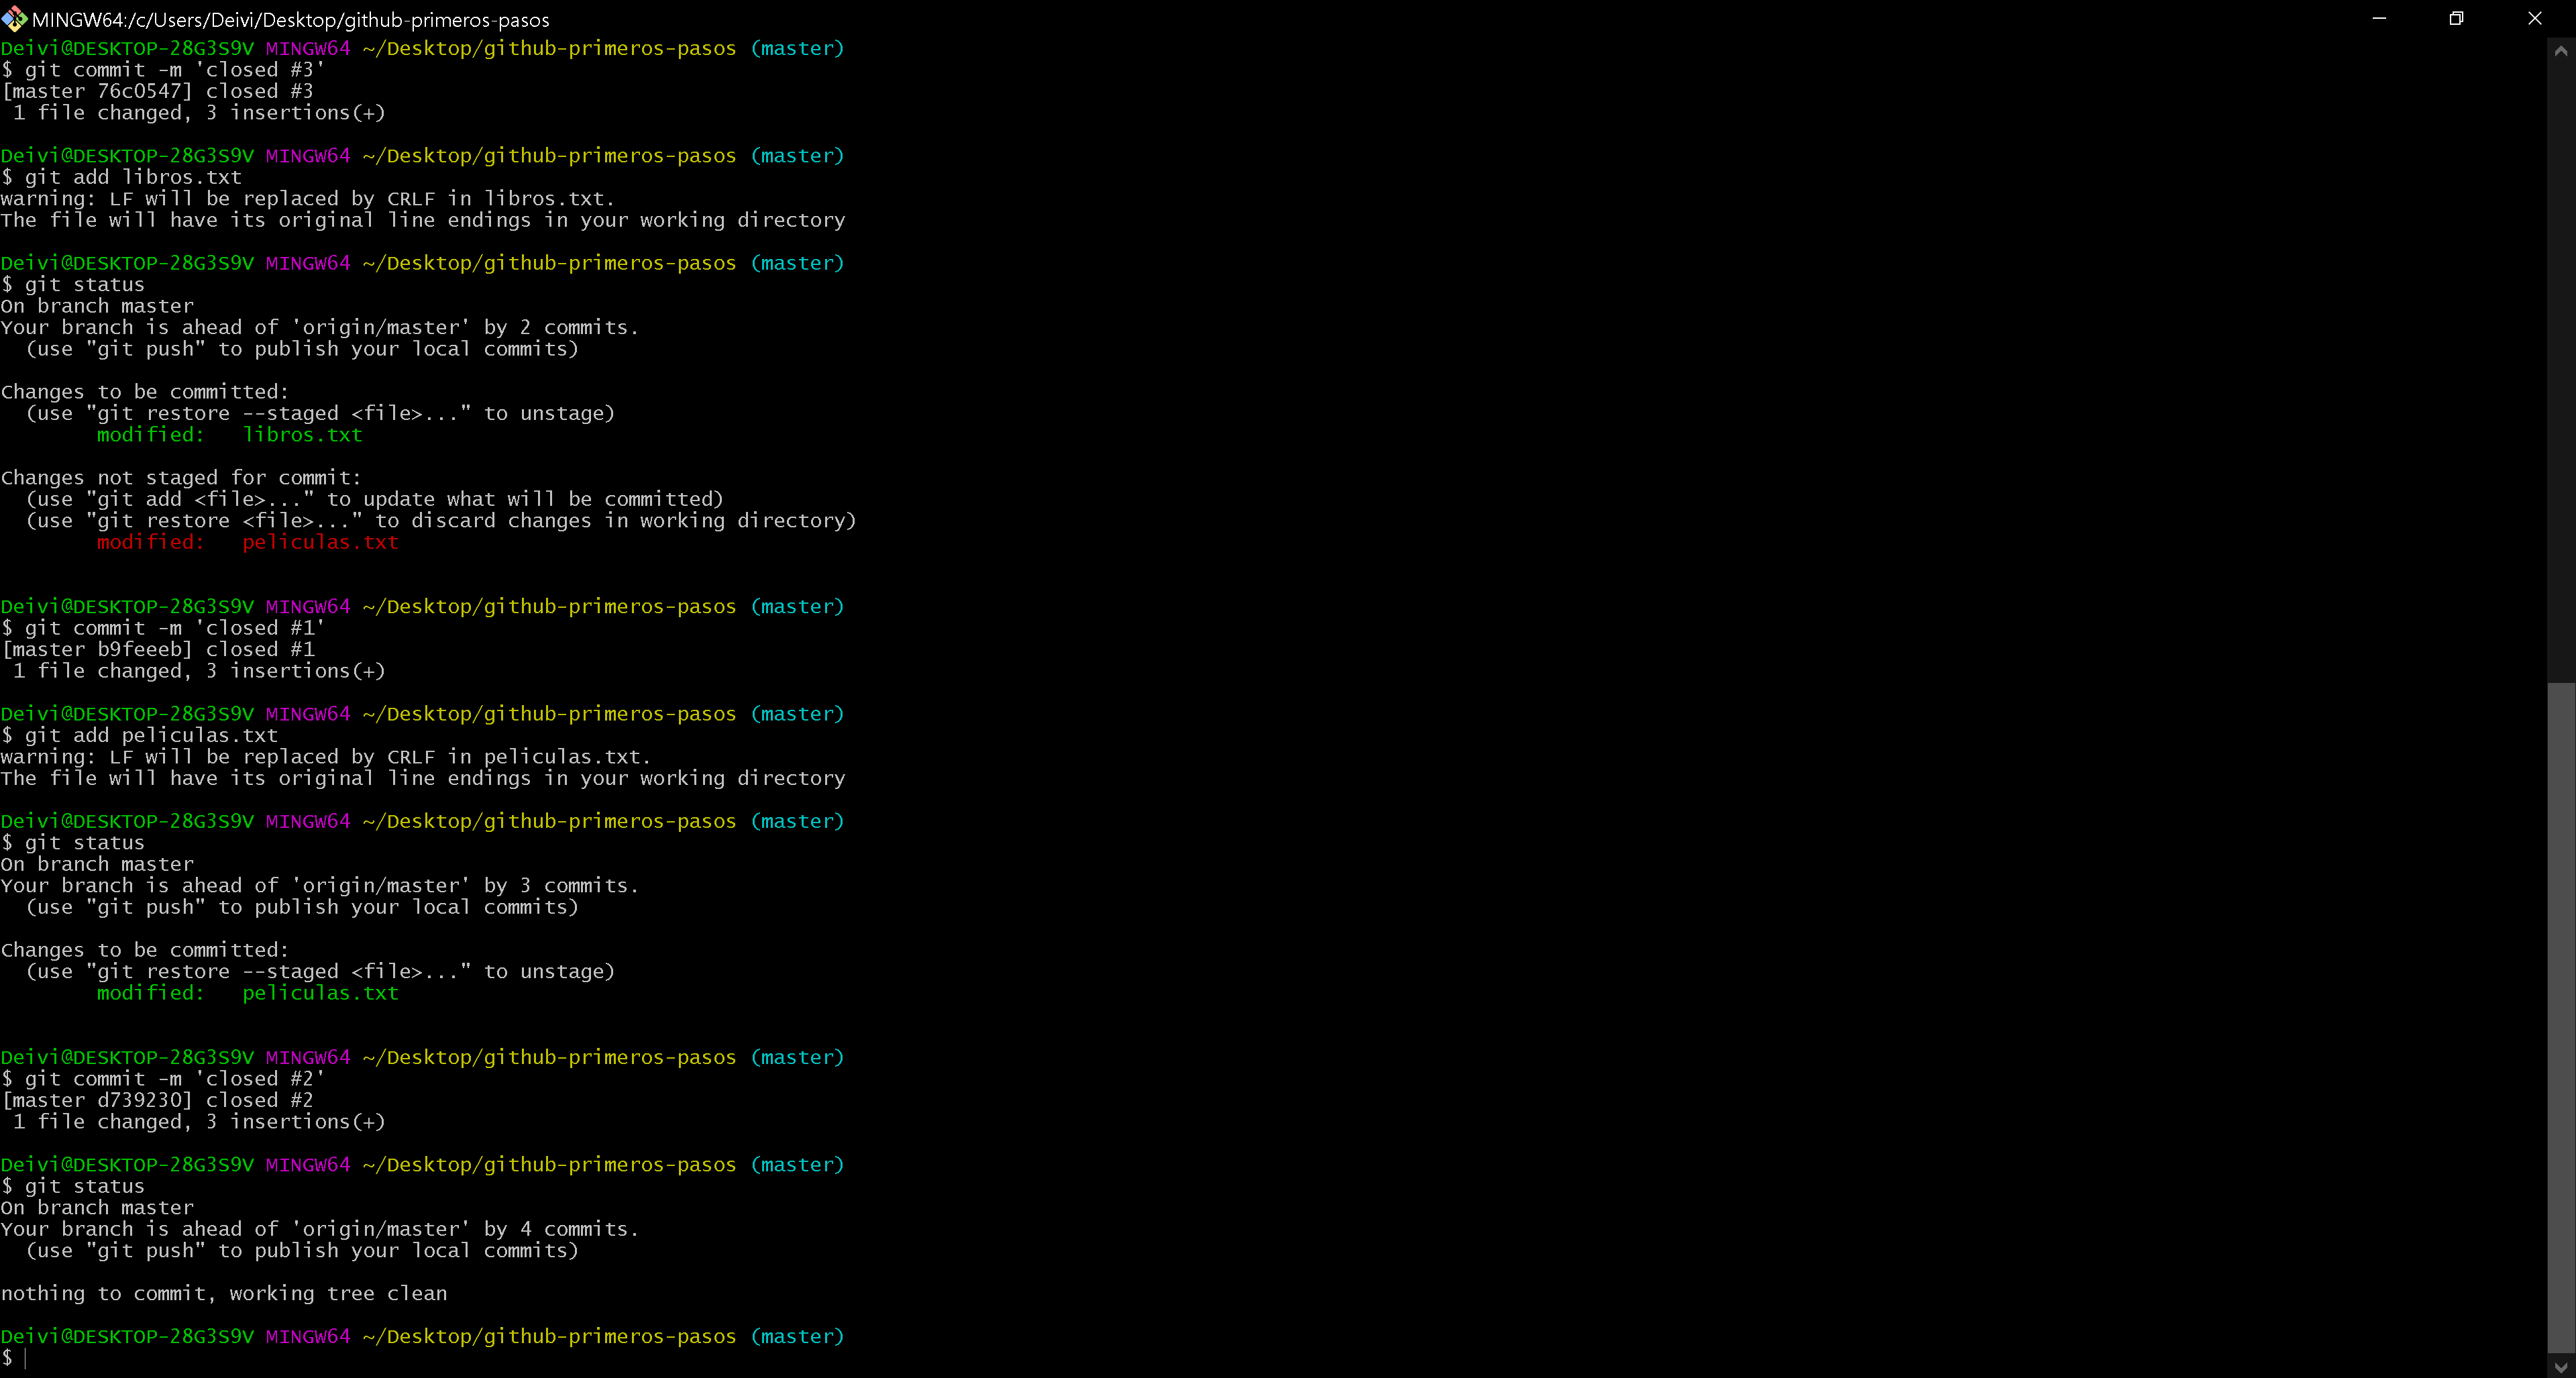 MINGW64:/c/Users/Deivi/Desktop/github-primeros-pasos
Deivi@DESKTOP-28G3S9V MINGW64 ~/Desktop/github-primeros-pasos (master)
$ git commit -m 'closed #3'
[master 76c0547] closed #3
 1 file changed, 3 insertions(+)

Deivi@DESKTOP-28G3S9V MINGW64 ~/Desktop/github-primeros-pasos (master)
$ git add libros.txt
warning: LF will be replaced by CRLF in libros.txt.
The file will have its original line endings in your working directory

Deivi@DESKTOP-28G3S9V MINGW64 ~/Desktop/github-primeros-pasos (master)
$ git status
On branch master
Your branch is ahead of 'origin/master' by 2 commits.
  (use "git push" to publish your local commits)

Changes to be committed:
  (use "git restore --staged <file>..." to unstage)
        modified:   libros.txt

Changes not staged for commit:
  (use "git add <file>..." to update what will be committed)
  (use "git restore <file>..." to discard changes in working directory)
        modified:   peliculas.txt

Deivi@DESKTOP-28G3S9V MINGW64 ~/Desktop/github-primeros-pasos (master)
$ git commit -m 'closed #1'
[master b9feeeb] closed #1
 1 file changed, 3 insertions(+)

Deivi@DESKTOP-28G3S9V MINGW64 ~/Desktop/github-primeros-pasos (master)
$ git add peliculas.txt
warning: LF will be replaced by CRLF in peliculas.txt.
The file will have its original line endings in your working directory

Deivi@DESKTOP-28G3S9V MINGW64 ~/Desktop/github-primeros-pasos (master)
$ git status
On branch master
Your branch is ahead of 'origin/master' by 3 commits.
  (use "git push" to publish your local commits)

Changes to be committed:
  (use "git restore --staged <file>..." to unstage)
        modified:   peliculas.txt

Deivi@DESKTOP-28G3S9V MINGW64 ~/Desktop/github-primeros-pasos (master)
$ git commit -m 'closed #2'
[master d739230] closed #2
 1 file changed, 3 insertions(+)

Deivi@DESKTOP-28G3S9V MINGW64 ~/Desktop/github-primeros-pasos (master)
$ git status
On branch master
Your branch is ahead of 'origin/master' by 4 commits.
  (use "git push" to publish your local commits)

nothing to commit, working tree clean

Deivi@DESKTOP-28G3S9V MINGW64 ~/Desktop/github-primeros-pasos (master)
$